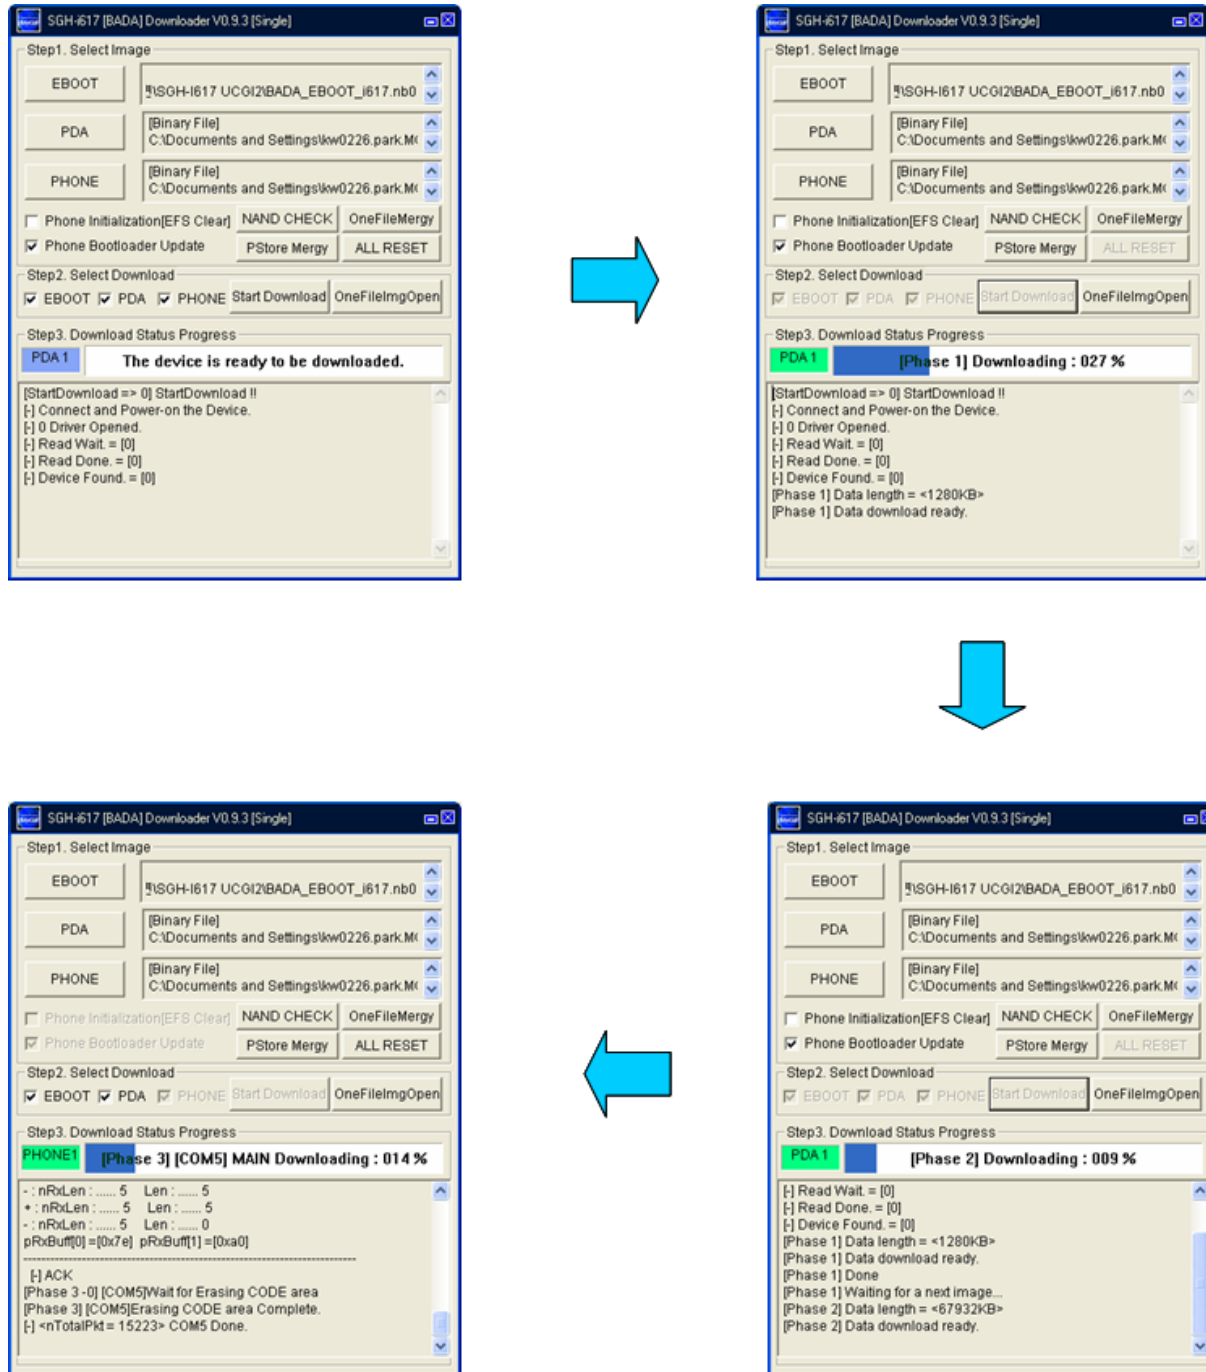 SGH-i617 [BADA] Downloader V0.9.3 [Single]
Step1. Select Image
EBOOT
\SGH-I617 UCGI2\BADA_EBOOT_i617.nb0
PDA
[Binary File]
C:\Documents and Settings\kw0226.park.M
PHONE
[Binary File]
C:\Documents and Settings\kw0226.park.M
Phone Initialization[EFS Clear] NAND CHECK OneFileMergy
Phone Bootloader Update PStore Mergy ALL RESET
Step2. Select Download
EBOOT PDA PHONE Start Download OneFileImgOpen
Step3. Download Status Progress
PDA 1 The device is ready to be downloaded.
[StartDownload => 0] StartDownload !!
[-] Connect and Power-on the Device.
[-] 0 Driver Opened.
[-] Read Wait. = [0]
[-] Read Done. = [0]
[-] Device Found. = [0]
SGH-i617 [BADA] Downloader V0.9.3 [Single]
Step1. Select Image
EBOOT
\SGH-I617 UCGI2\BADA_EBOOT_i617.nb0
PDA
[Binary File]
C:\Documents and Settings\kw0226.park.M
PHONE
[Binary File]
C:\Documents and Settings\kw0226.park.M
Phone Initialization[EFS Clear] NAND CHECK OneFileMergy
Phone Bootloader Update PStore Mergy ALL RESET
Step2. Select Download
EBOOT PDA PHONE Start Download OneFileImgOpen
Step3. Download Status Progress
PDA 1 [Phase 1] Downloading : 027 %
[StartDownload => 0] StartDownload !!
[-] Connect and Power-on the Device.
[-] 0 Driver Opened.
[-] Read Wait. = [0]
[-] Read Done. = [0]
[-] Device Found. = [0]
[Phase 1] Data length = <1280KB>
[Phase 1] Data download ready.
SGH-i617 [BADA] Downloader V0.9.3 [Single]
Step1. Select Image
EBOOT
\SGH-I617 UCGI2\BADA_EBOOT_i617.nb0
PDA
[Binary File]
C:\Documents and Settings\kw0226.park.M
PHONE
[Binary File]
C:\Documents and Settings\kw0226.park.M
Phone Initialization[EFS Clear] NAND CHECK OneFileMergy
Phone Bootloader Update PStore Mergy ALL RESET
Step2. Select Download
EBOOT PDA PHONE Start Download OneFileImgOpen
Step3. Download Status Progress
PHONE1 [Phase 3] [COM5] MAIN Downloading : 014 %
- : nRxLen : ...... 5 Len : ...... 5
+ : nRxLen : ...... 5 Len : ...... 5
- : nRxLen : ...... 5 Len : ...... 0
pRxBuff[0] =[0x7e] pRxBuff[1] =[0xa0]
[-] ACK
[Phase 3 -0] [COM5]Wait for Erasing CODE area
[Phase 3] [COM5]Erasing CODE area Complete.
[-] <nTotalPkt = 15223> COM5 Done.
SGH-i617 [BADA] Downloader V0.9.3 [Single]
Step1. Select Image
EBOOT
\SGH-I617 UCGI2\BADA_EBOOT_i617.nb0
PDA
[Binary File]
C:\Documents and Settings\kw0226.park.M
PHONE
[Binary File]
C:\Documents and Settings\kw0226.park.M
Phone Initialization[EFS Clear] NAND CHECK OneFileMergy
Phone Bootloader Update PStore Mergy ALL RESET
Step2. Select Download
EBOOT PDA PHONE Start Download OneFileImgOpen
Step3. Download Status Progress
PDA 1 [Phase 2] Downloading : 009 %
[-] Read Wait. = [0]
[-] Read Done. = [0]
[-] Device Found. = [0]
[Phase 1] Data length = <1280KB>
[Phase 1] Data download ready.
[Phase 1] Done
[Phase 1] Waiting for a next image...
[Phase 2] Data length = <67932KB>
[Phase 2] Data download ready.